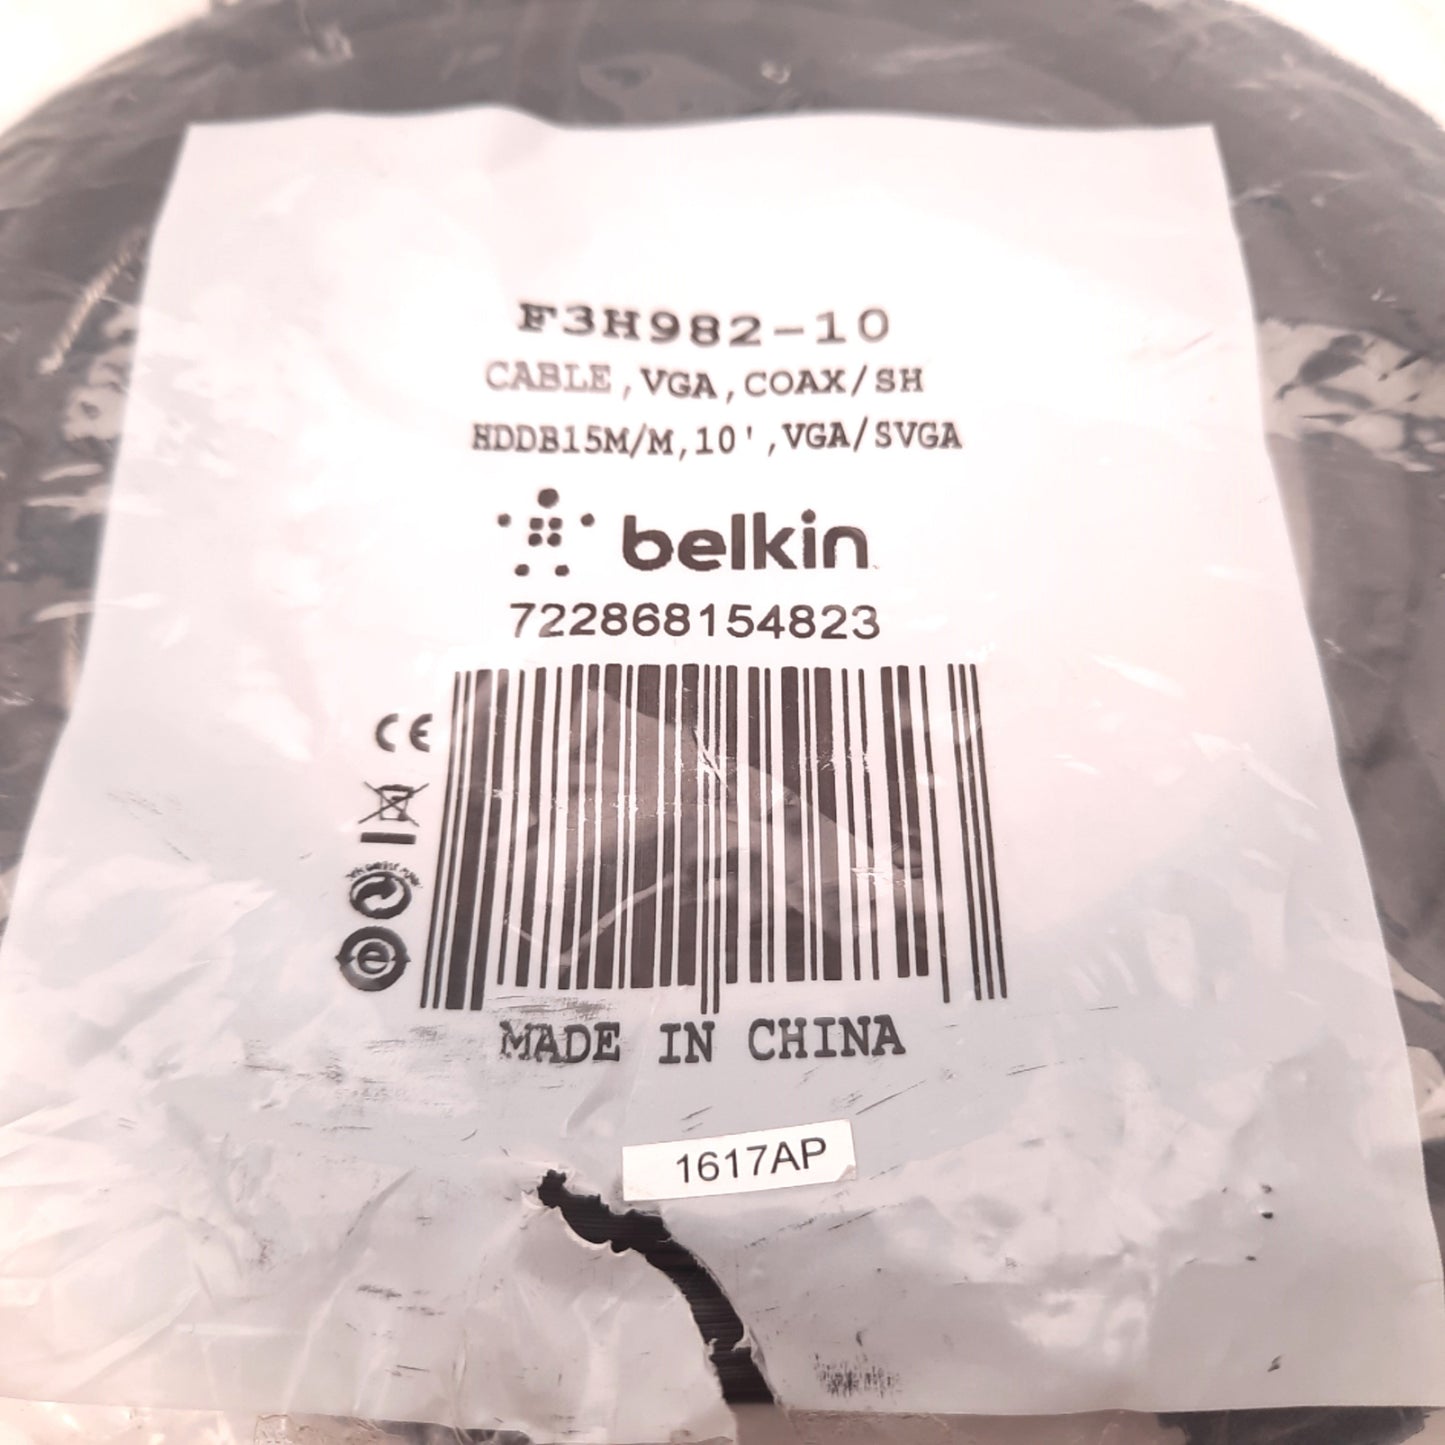 F3H982-10
CABLE,VGA,COAX/SH
HDDB15M/M,10',VGA/SVGA
belkin
722868154823
CE
e
MADE IN CHINA
1617AP